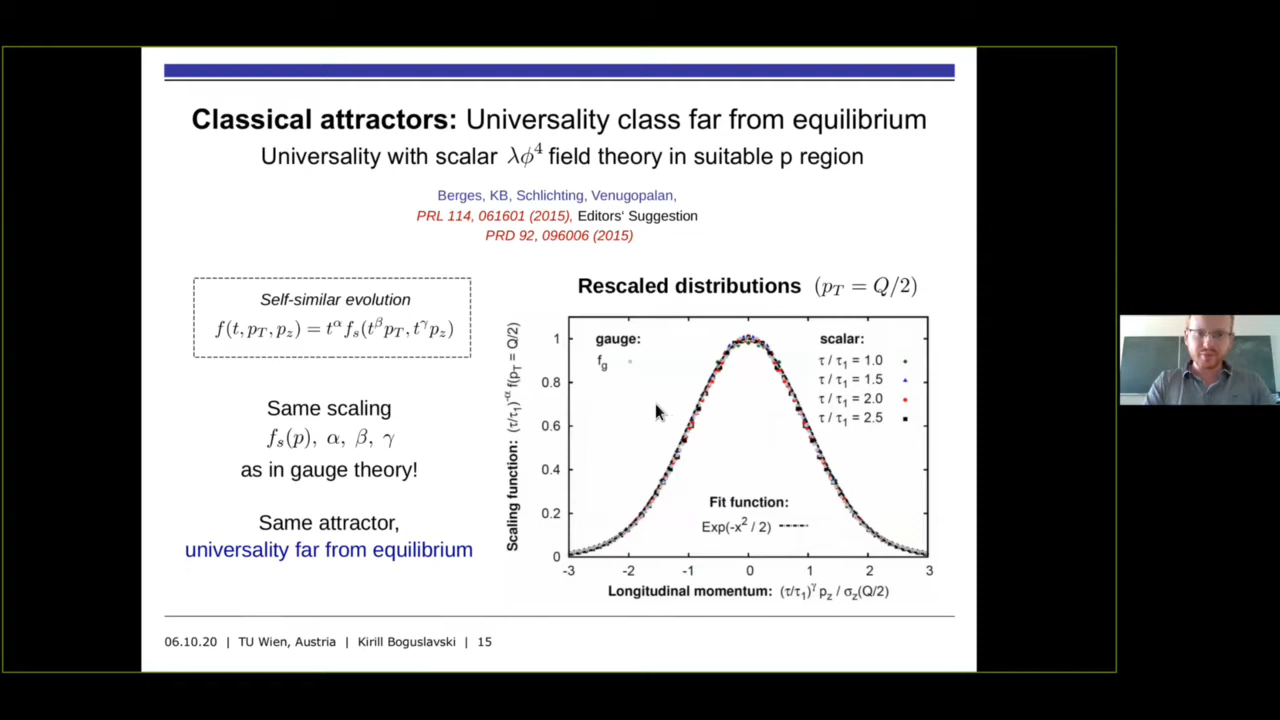 Classical attractors: Universality class far from equilibrium
Universality with scalar λϕ⁴ field theory in suitable p region
Berges, KB, Schlichting, Venugopalan,
PRL 114, 061601 (2015), Editors' Suggestion
PRD 92, 096006 (2015)
Self-similar evolution
f(t, p_T, p_z) = t^α f_s(t^β p_T, t^γ p_z)
Same scaling
f_s(p), α, β, γ
as in gauge theory!
Same attractor,
universality far from equilibrium
Rescaled distributions (p_T = Q/2)
Scaling function: (τ/τ₁)^-α f(p_T = Q/2)
gauge:
f_g
scalar:
τ / τ₁ = 1.0
τ / τ₁ = 1.5
τ / τ₁ = 2.0
τ / τ₁ = 2.5
Fit function:
Exp(-x² / 2)
1
0.8
0.6
0.4
0.2
0
-3 -2 -1 0 1 2 3
Longitudinal momentum: (τ/τ₁)^γ p_z / σ_z(Q/2)
06.10.20 | TU Wien, Austria | Kirill Boguslavski | 15